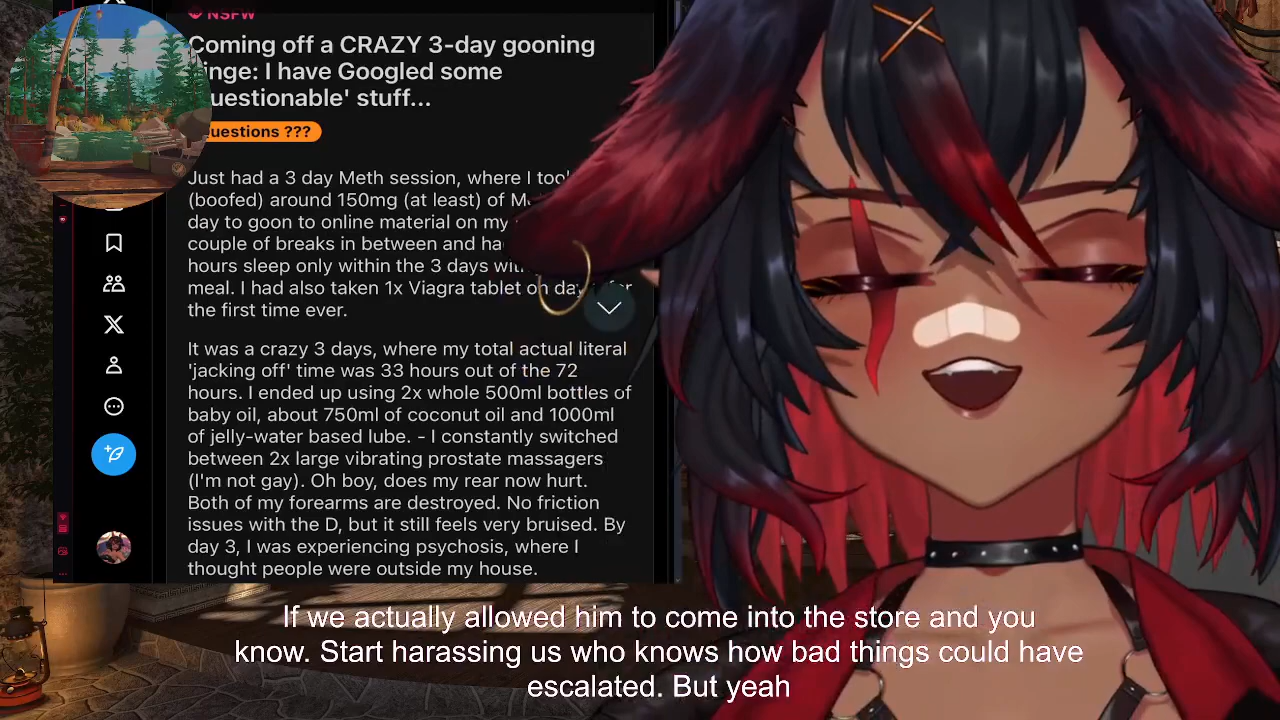 NSFW
Coming off a CRAZY 3-day gooning
inge: I have Googled some
uestionable' stuff...
uestions ???
Just had a 3 day Meth session, where I too
(boofed) around 150mg (at least) of M
day to goon to online material on my
couple of breaks in between and ha
hours sleep only within the 3 days wit
meal. I had also taken 1x Viagra tablet on day for
the first time ever.
It was a crazy 3 days, where my total actual literal
'jacking off' time was 33 hours out of the 72
hours. I ended up using 2x whole 500ml bottles of
baby oil, about 750ml of coconut oil and 1000ml
of jelly-water based lube. - I constantly switched
between 2x large vibrating prostate massagers
(I'm not gay). Oh boy, does my rear now hurt.
Both of my forearms are destroyed. No friction
issues with the D, but it still feels very bruised. By
day 3, I was experiencing psychosis, where I
thought people were outside my house.
If we actually allowed him to come into the store and you
know. Start harassing us who knows how bad things could have
escalated. But yeah